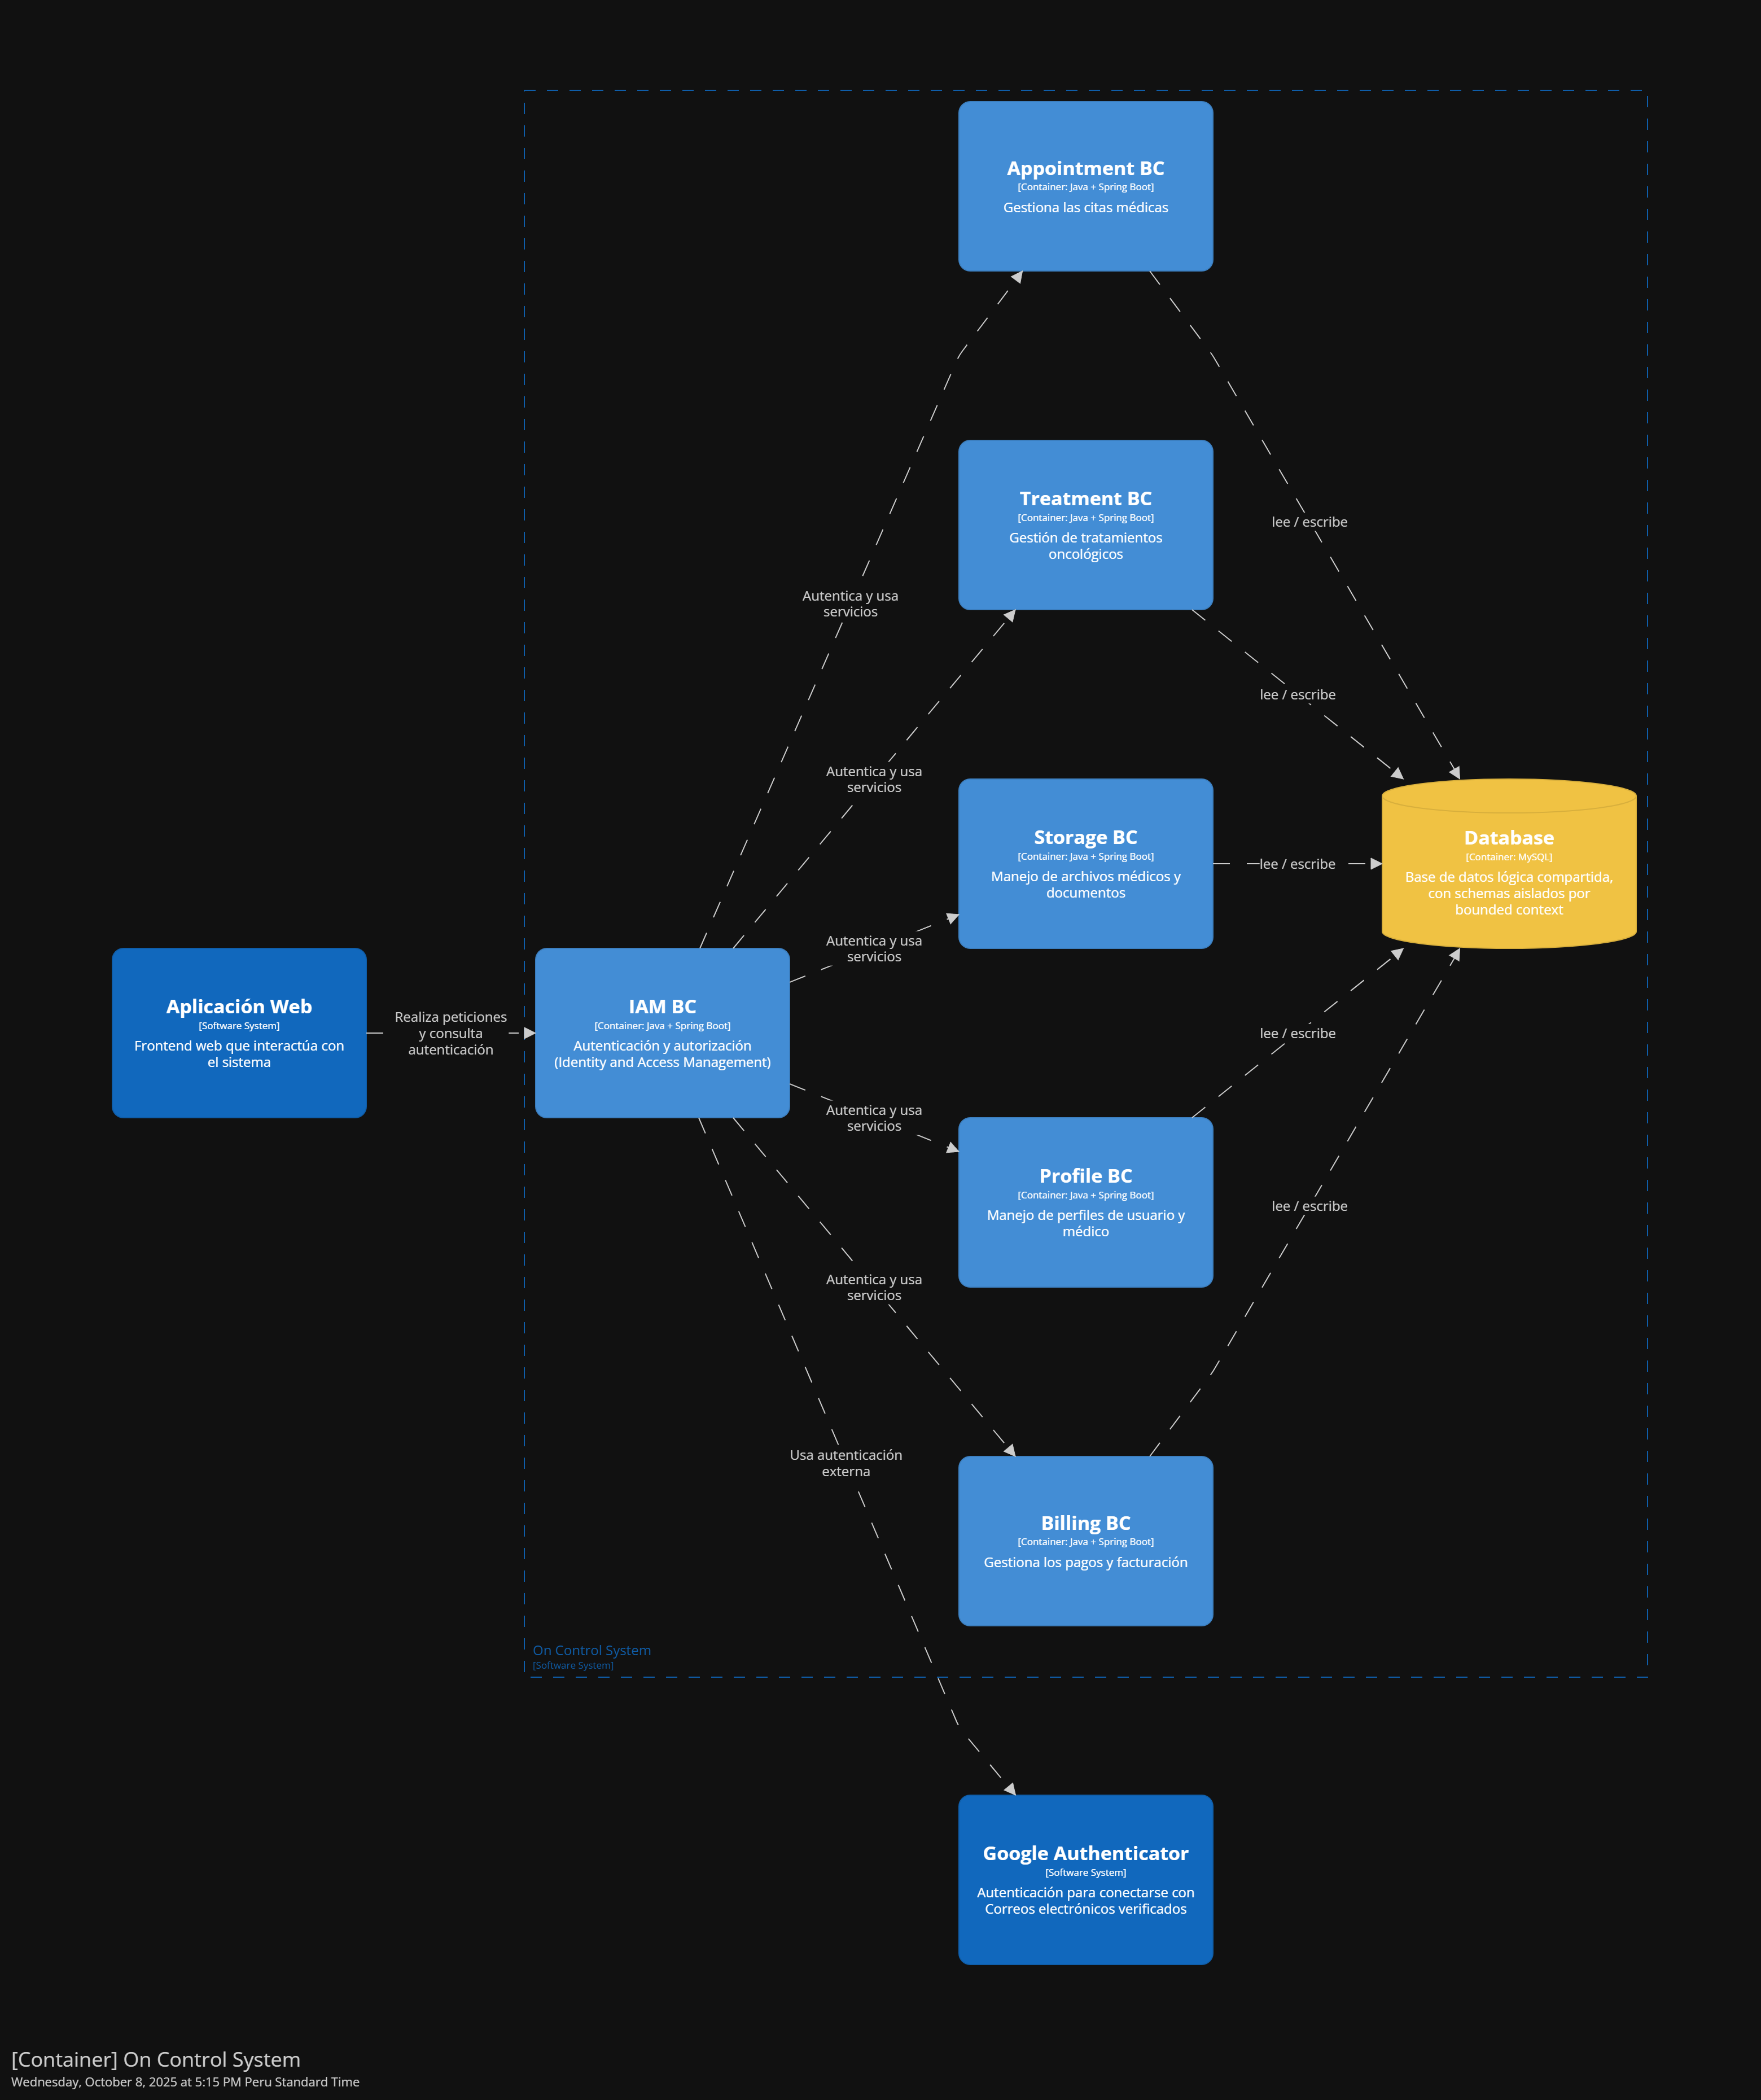 Appointment BC
[Container: Java + Spring Boot]
Gestiona las citas médicas
Treatment BC
[Container: Java + Spring Boot]
Gestión de tratamientos
oncológicos
lee / escribe
Autentica y usa
servicios
lee / escribe
Autentica y usa
servicios
Storage BC
[Container: Java + Spring Boot]
Manejo de archivos médicos y
documentos
lee / escribe
Database
[Container: MySQL]
Base de datos lógica compartida,
con schemas aislados por
bounded context
Autentica y usa
servicios
Aplicación Web
[Software System]
Frontend web que interactúa con
el sistema
Realiza peticiones
y consulta
autenticación
IAM BC
[Container: Java + Spring Boot]
Autenticación y autorización
(Identity and Access Management)
lee / escribe
Autentica y usa
servicios
Profile BC
[Container: Java + Spring Boot]
Manejo de perfiles de usuario y
médico
lee / escribe
Autentica y usa
servicios
Usa autenticación
externa
Billing BC
[Container: Java + Spring Boot]
Gestiona los pagos y facturación
On Control System
[Software System]
Google Authenticator
[Software System]
Autenticación para conectarse con
Correos electrónicos verificados
[Container] On Control System
Wednesday, October 8, 2025 at 5:15 PM Peru Standard Time